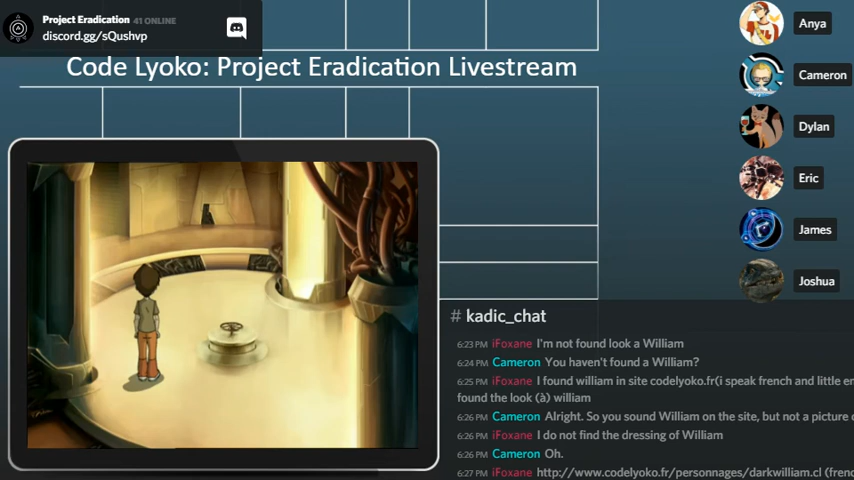 Project Eradication 41 ONLINE
discord.gg/sQushvp
Code Lyoko: Project Eradication Livestream
Anya
Cameron
Dylan
Eric
James
Joshua
# kadic_chat
6:23 PM iFoxane I'm not found look a William
6:24 PM Cameron You haven't found a William?
6:25 PM iFoxane I found william in site codelyoko.fr(i speak french and little en
found the look (à) william
6:26 PM Cameron Alright. So you sound William on the site, but not a picture
6:26 PM iFoxane I do not find the dressing of William
6:26 PM Cameron Oh.
6:27 PM iFoxane http://www.codelyoko.fr/personnages/darkwilliam.cl (fren